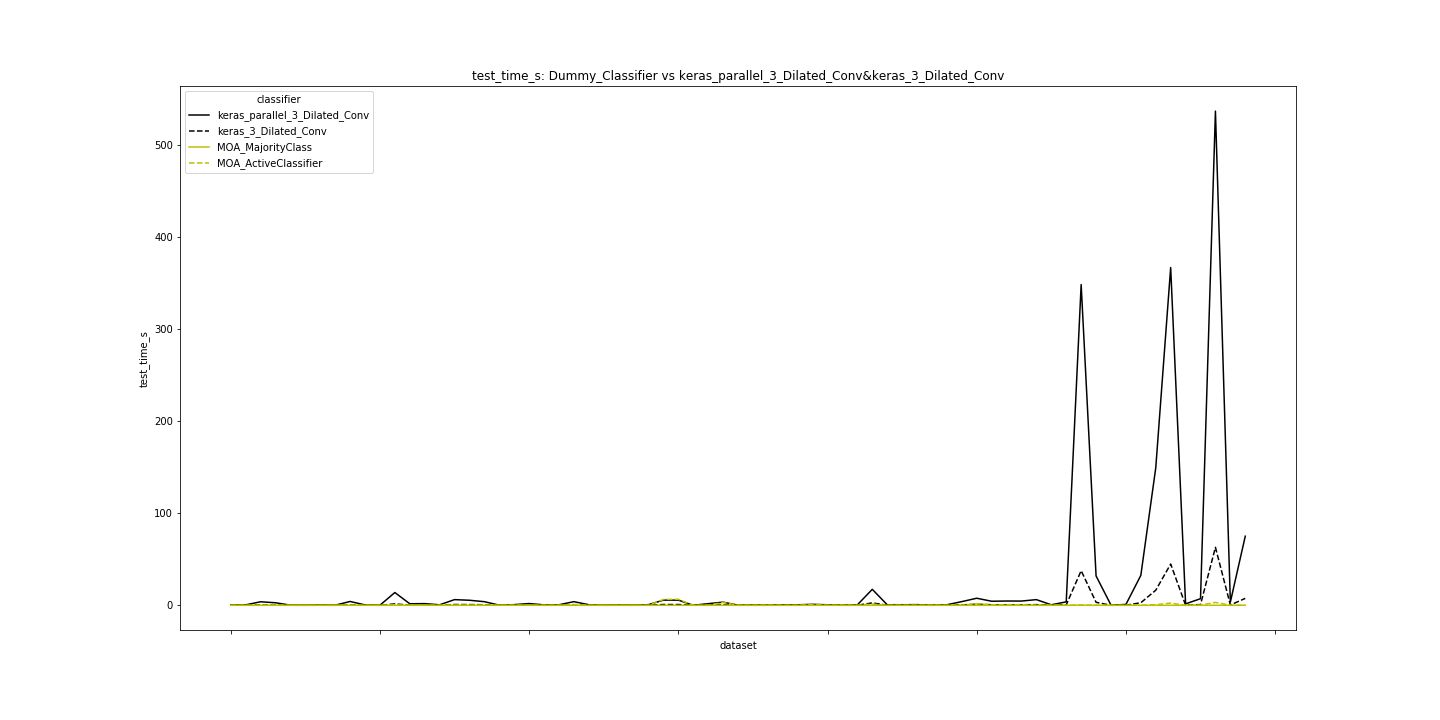 test_time_s: Dummy_Classifier vs keras_parallel_3_Dilated_Conv&keras_3_Dilated_Conv
classifier
keras_parallel_3_Dilated_Conv
keras_3_Dilated_Conv
MOA_MajorityClass
MOA_ActiveClassifier
500
400
300
200
100
0
test_time_s
dataset